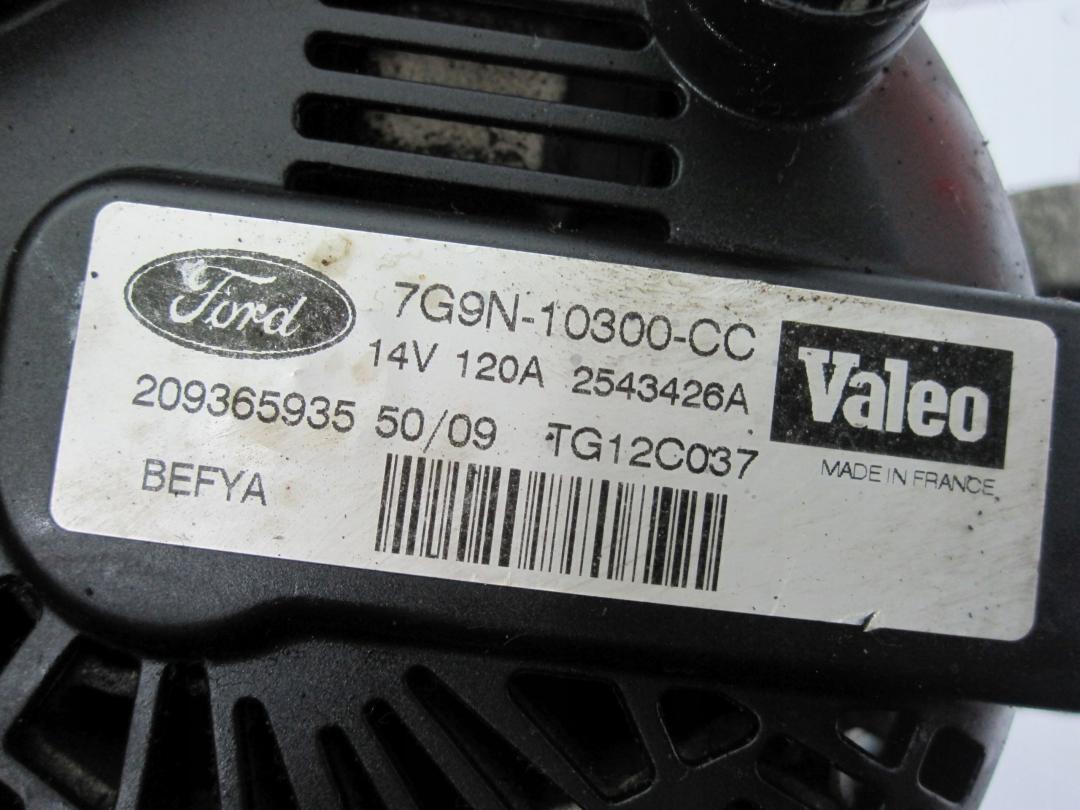 Ford
7G9N-10300-CC
14V 120A 2543426A
Valeo
209365935 50/09 TG12C037
MADE IN FRANCE
BEFYA